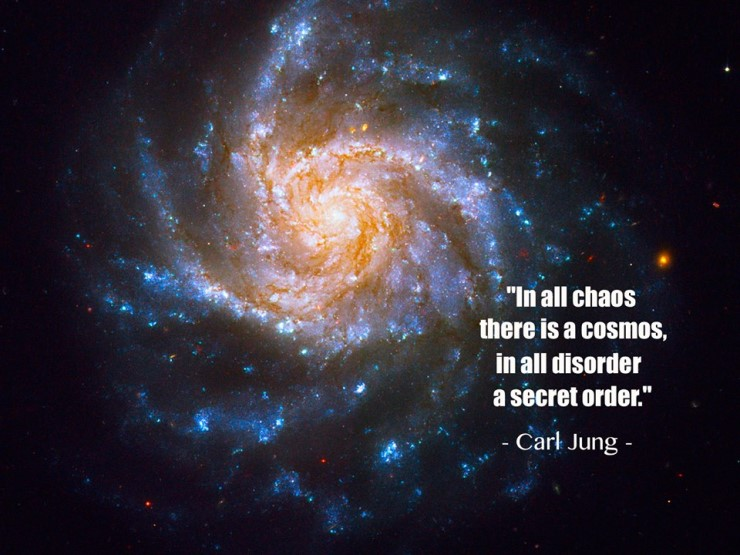 "In all chaos
there is a cosmos,
in all disorder
a secret order."
- Carl Jung -